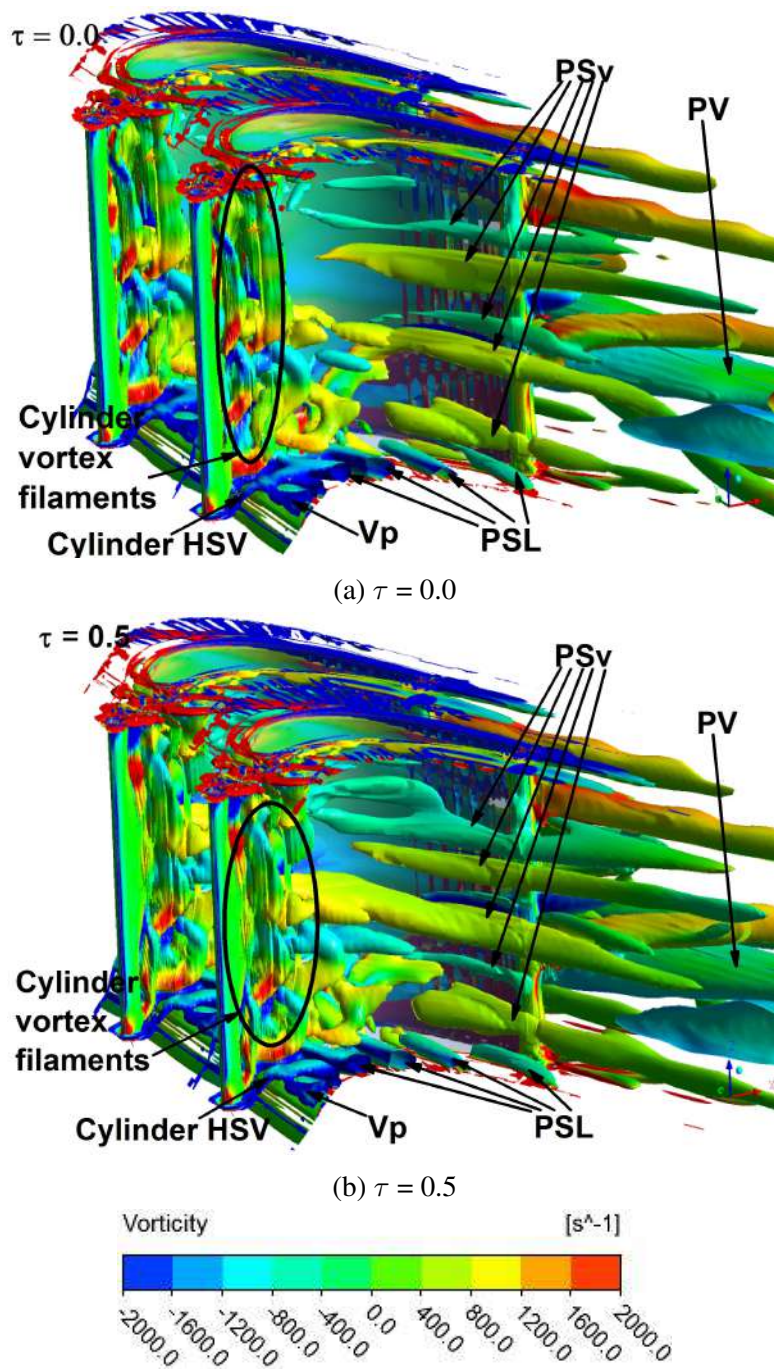 τ = 0.0
PSv
PV
Cylinder
vortex
filaments
Cylinder HSV
Vp
PSL
(a) τ = 0.0
τ = 0.5
PSv
PV
Cylinder
vortex
filaments
Cylinder HSV
Vp
PSL
(b) τ = 0.5
Vorticity [s^-1]
-2000.0 -1600.0 -1200.0 -800.0 -400.0 0.0 400.0 800.0 1200.0 1600.0 2000.0